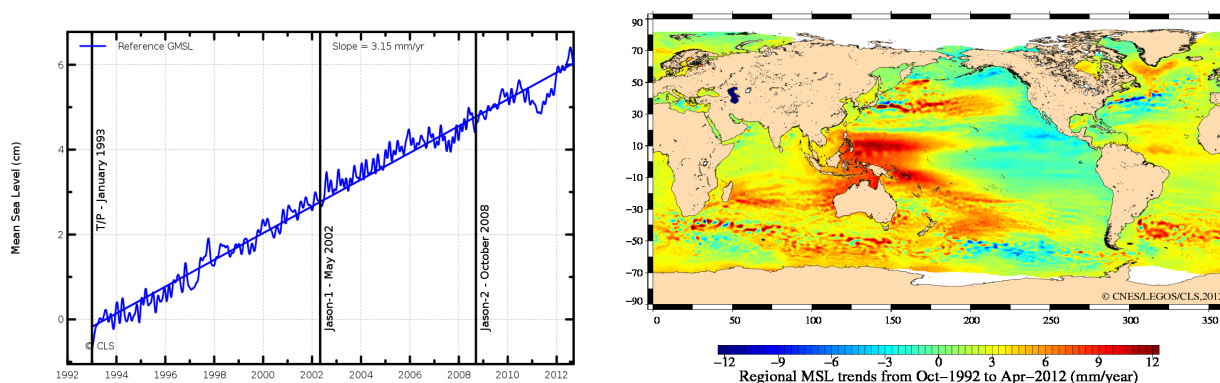 Reference GMSL
Slope = 3.15 mm/yr
Mean Sea Level (cm)
6
4
2
0
T/P - January 1993
Jason-1 - May 2002
Jason-2 - October 2008
© CLS
1992 1994 1996 1998 2000 2002 2004 2006 2008 2010 2012
70
50
30
10
−10
−30
−50
−70
−90
© CNES/LEGOS/CLS,2012
0 50 100 150 200 250 300 350
−12 −9 −6 −3 0 3 6 9 12
Regional MSL trends from Oct−1992 to Apr−2012 (mm/year)